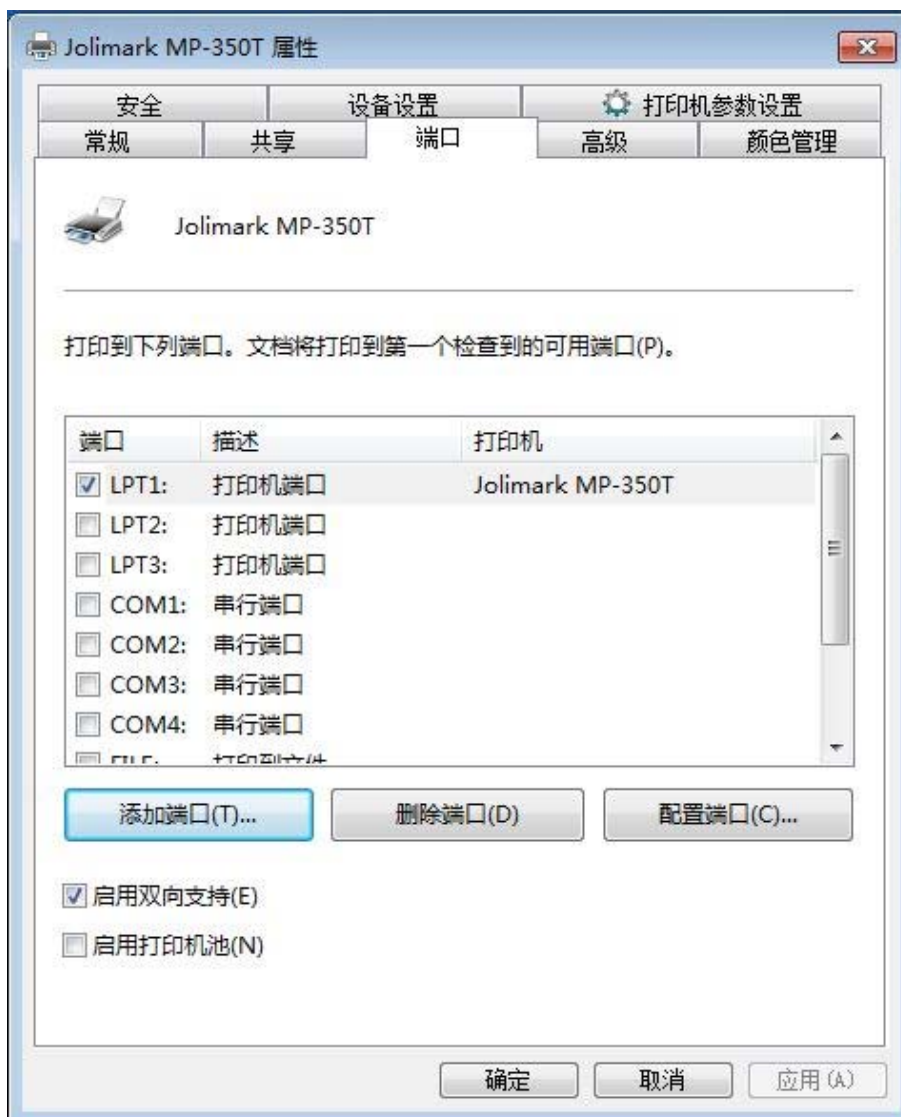 Jolimark MP-350T 属性
安全 设备设置 打印机参数设置
常规 共享 端口 高级 颜色管理
Jolimark MP-350T
打印到下列端口。文档将打印到第一个检查到的可用端口(P)。
端口 描述 打印机
LPT1: 打印机端口 Jolimark MP-350T
LPT2: 打印机端口
LPT3: 打印机端口
COM1: 串行端口
COM2: 串行端口
COM3: 串行端口
COM4: 串行端口
FILE: 打印到文件
添加端口(T)... 删除端口(D) 配置端口(C)...
启用双向支持(E)
启用打印机池(N)
确定 取消 应用(A)